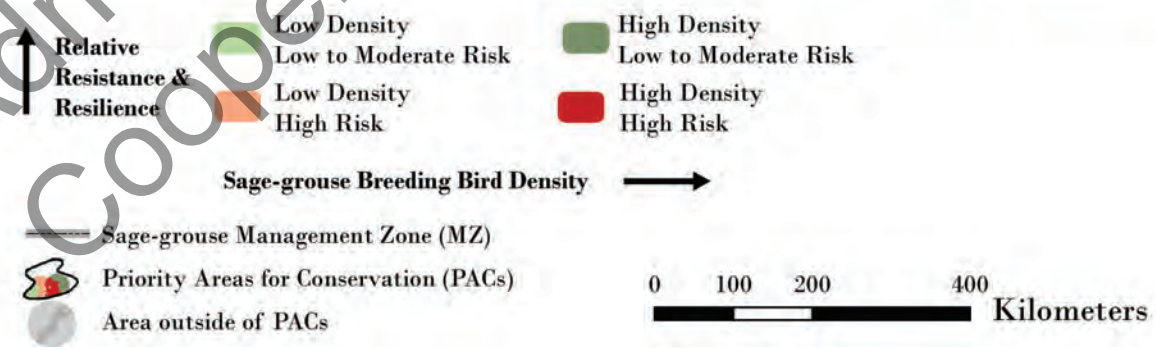 Relative
Resistance &
Resilience
Low Density
Low to Moderate Risk
High Density
Low to Moderate Risk
Low Density
High Risk
High Density
High Risk
Sage-grouse Breeding Bird Density
Sage-grouse Management Zone (MZ)
Priority Areas for Conservation (PACs)
Area outside of PACs
0 100 200 400
Kilometers
Cooper